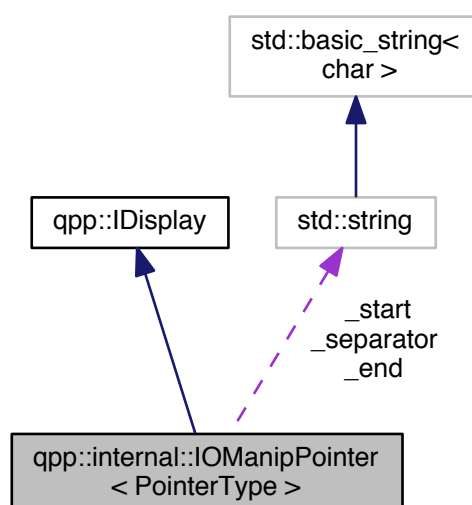 std::basic_string<
char >
qpp::IDisplay
std::string
_start
_separator
_end
qpp::internal::IOManipPointer
< PointerType >